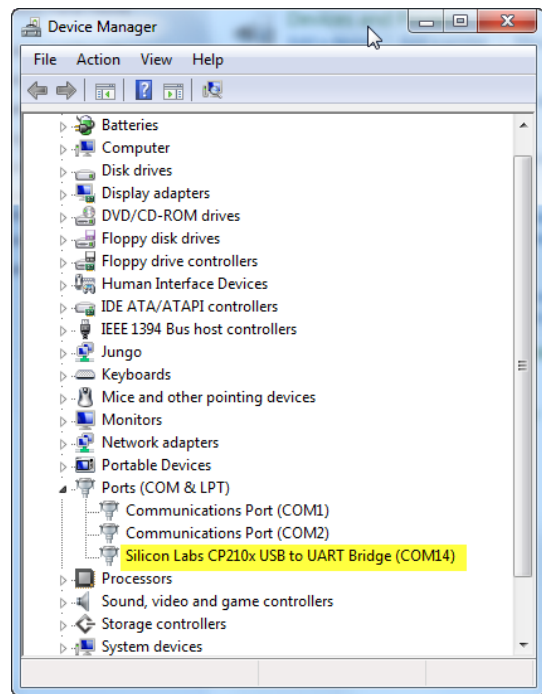 Device Manager
File Action View Help
Batteries
Computer
Disk drives
Display adapters
DVD/CD-ROM drives
Floppy disk drives
Floppy drive controllers
Human Interface Devices
IDE ATA/ATAPI controllers
IEEE 1394 Bus host controllers
Jungo
Keyboards
Mice and other pointing devices
Monitors
Network adapters
Portable Devices
Ports (COM & LPT)
Communications Port (COM1)
Communications Port (COM2)
Silicon Labs CP210x USB to UART Bridge (COM14)
Processors
Sound, video and game controllers
Storage controllers
System devices